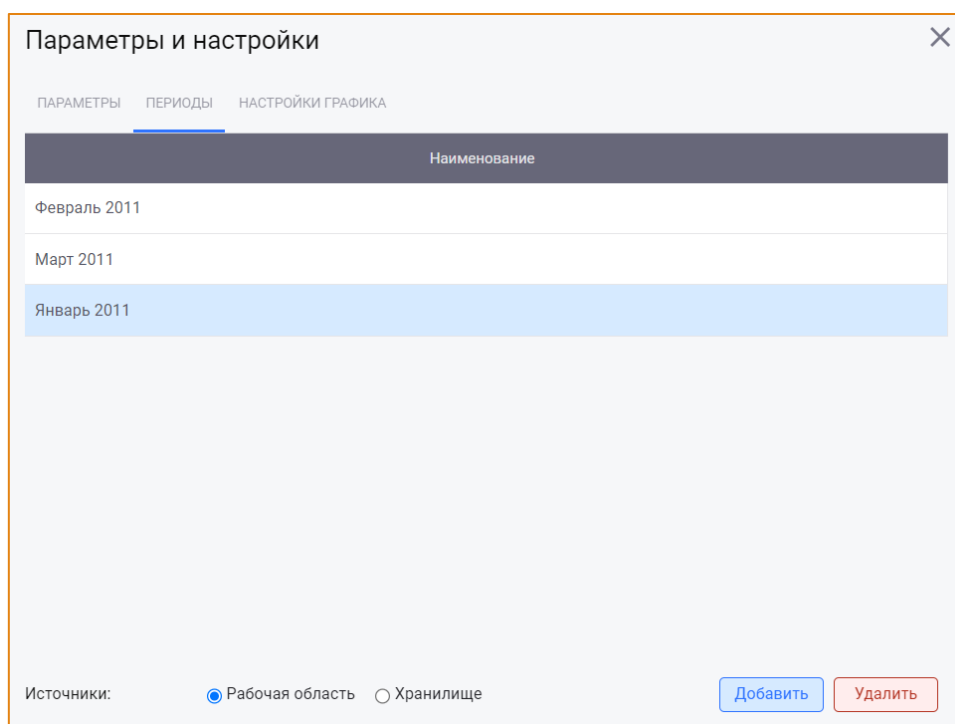 Параметры и настройки
ПАРАМЕТРЫ ПЕРИОДЫ НАСТРОЙКИ ГРАФИКА
Наименование
Февраль 2011
Март 2011
Январь 2011
Источники: Рабочая область Хранилище Добавить Удалить